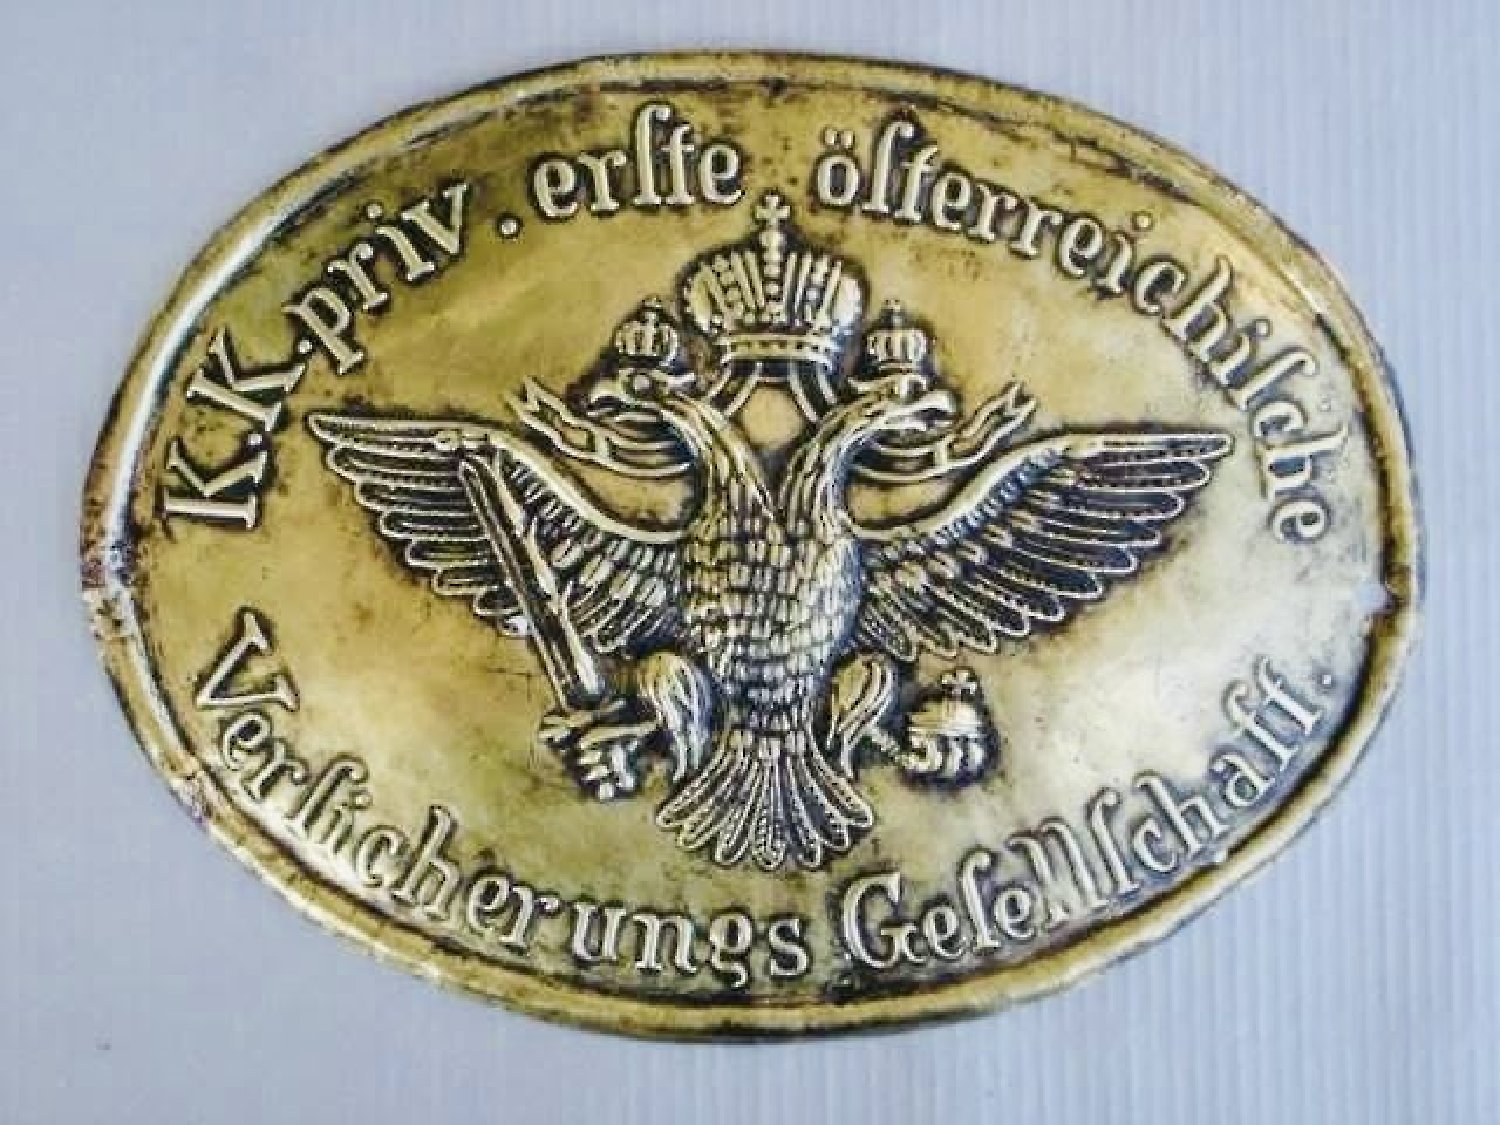 K.K.priv. erſte öſterreichiſche
Verſicherungs Geſellſchaft.